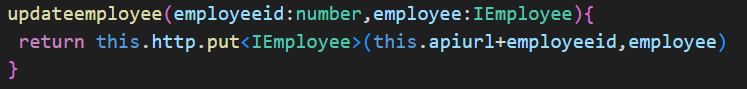 updateemployee(employeeid:number,employee:IEmployee){
return this.http.put<IEmployee>(this.apiurl+employeeid,employee)
}